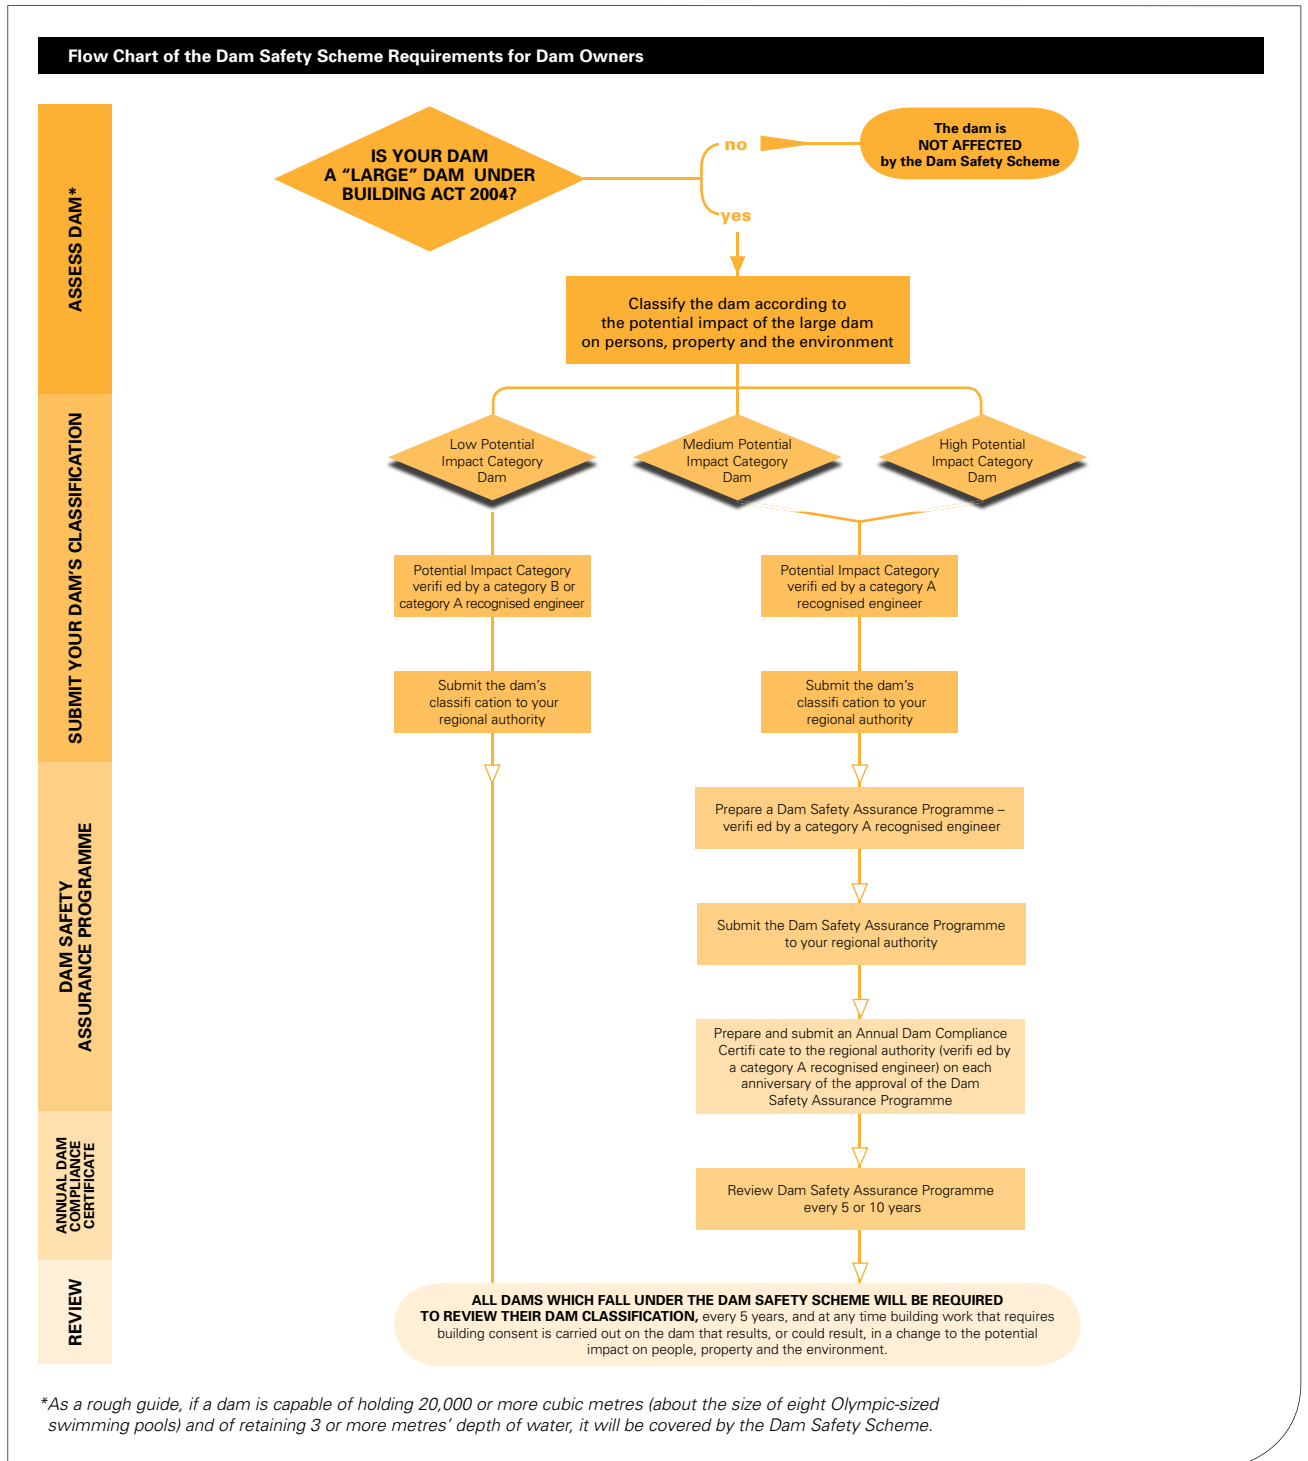 Flow Chart of the Dam Safety Scheme Requirements for Dam Owners
ASSESS DAM*
IS YOUR DAM
A “LARGE” DAM UNDER
BUILDING ACT 2004?
no
The dam is
NOT AFFECTED
by the Dam Safety Scheme
yes
Classify the dam according to
the potential impact of the large dam
on persons, property and the environment
SUBMIT YOUR DAM’S CLASSIFICATION
Low Potential
Impact Category
Dam
Medium Potential
Impact Category
Dam
High Potential
Impact Category
Dam
Potential Impact Category
verifi ed by a category B or
category A recognised engineer
Potential Impact Category
verifi ed by a category A
recognised engineer
Submit the dam’s
classifi cation to your
regional authority
Submit the dam’s
classifi cation to your
regional authority
DAM SAFETY
ASSURANCE PROGRAMME
Prepare a Dam Safety Assurance Programme –
verifi ed by a category A recognised engineer
Submit the Dam Safety Assurance Programme
to your regional authority
Prepare and submit an Annual Dam Compliance
Certifi cate to the regional authority (verifi ed by
a category A recognised engineer) on each
anniversary of the approval of the Dam
Safety Assurance Programme
ANNUAL DAM
COMPLIANCE
CERTIFICATE
Review Dam Safety Assurance Programme
every 5 or 10 years
REVIEW
ALL DAMS WHICH FALL UNDER THE DAM SAFETY SCHEME WILL BE REQUIRED
TO REVIEW THEIR DAM CLASSIFICATION, every 5 years, and at any time building work that requires
building consent is carried out on the dam that results, or could result, in a change to the potential
impact on people, property and the environment.
*As a rough guide, if a dam is capable of holding 20,000 or more cubic metres (about the size of eight Olympic-sized
swimming pools) and of retaining 3 or more metres’ depth of water, it will be covered by the Dam Safety Scheme.